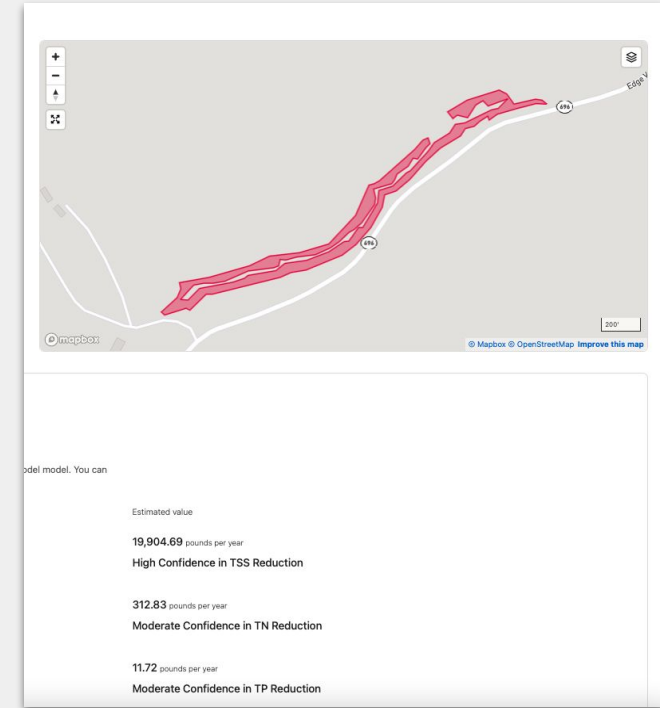 Edge V
696
696
200'
mapbox
© Mapbox © OpenStreetMap Improve this map
odel model. You can
Estimated value
19,904.69 pounds per year
High Confidence in TSS Reduction
312.83 pounds per year
Moderate Confidence in TN Reduction
11.72 pounds per year
Moderate Confidence in TP Reduction